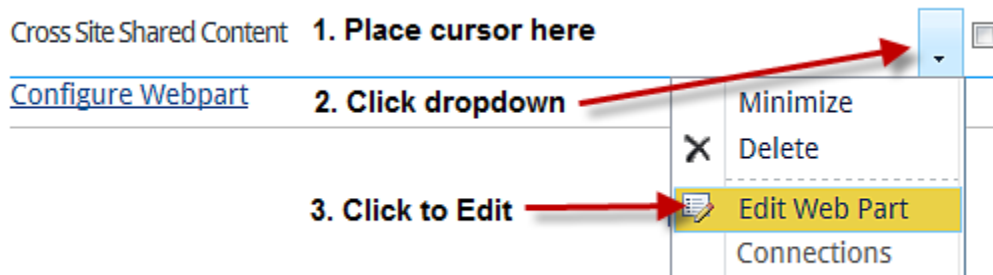 Cross Site Shared Content 1. Place cursor here
Configure Webpart 2. Click dropdown Minimize
Delete
3. Click to Edit Edit Web Part
Connections